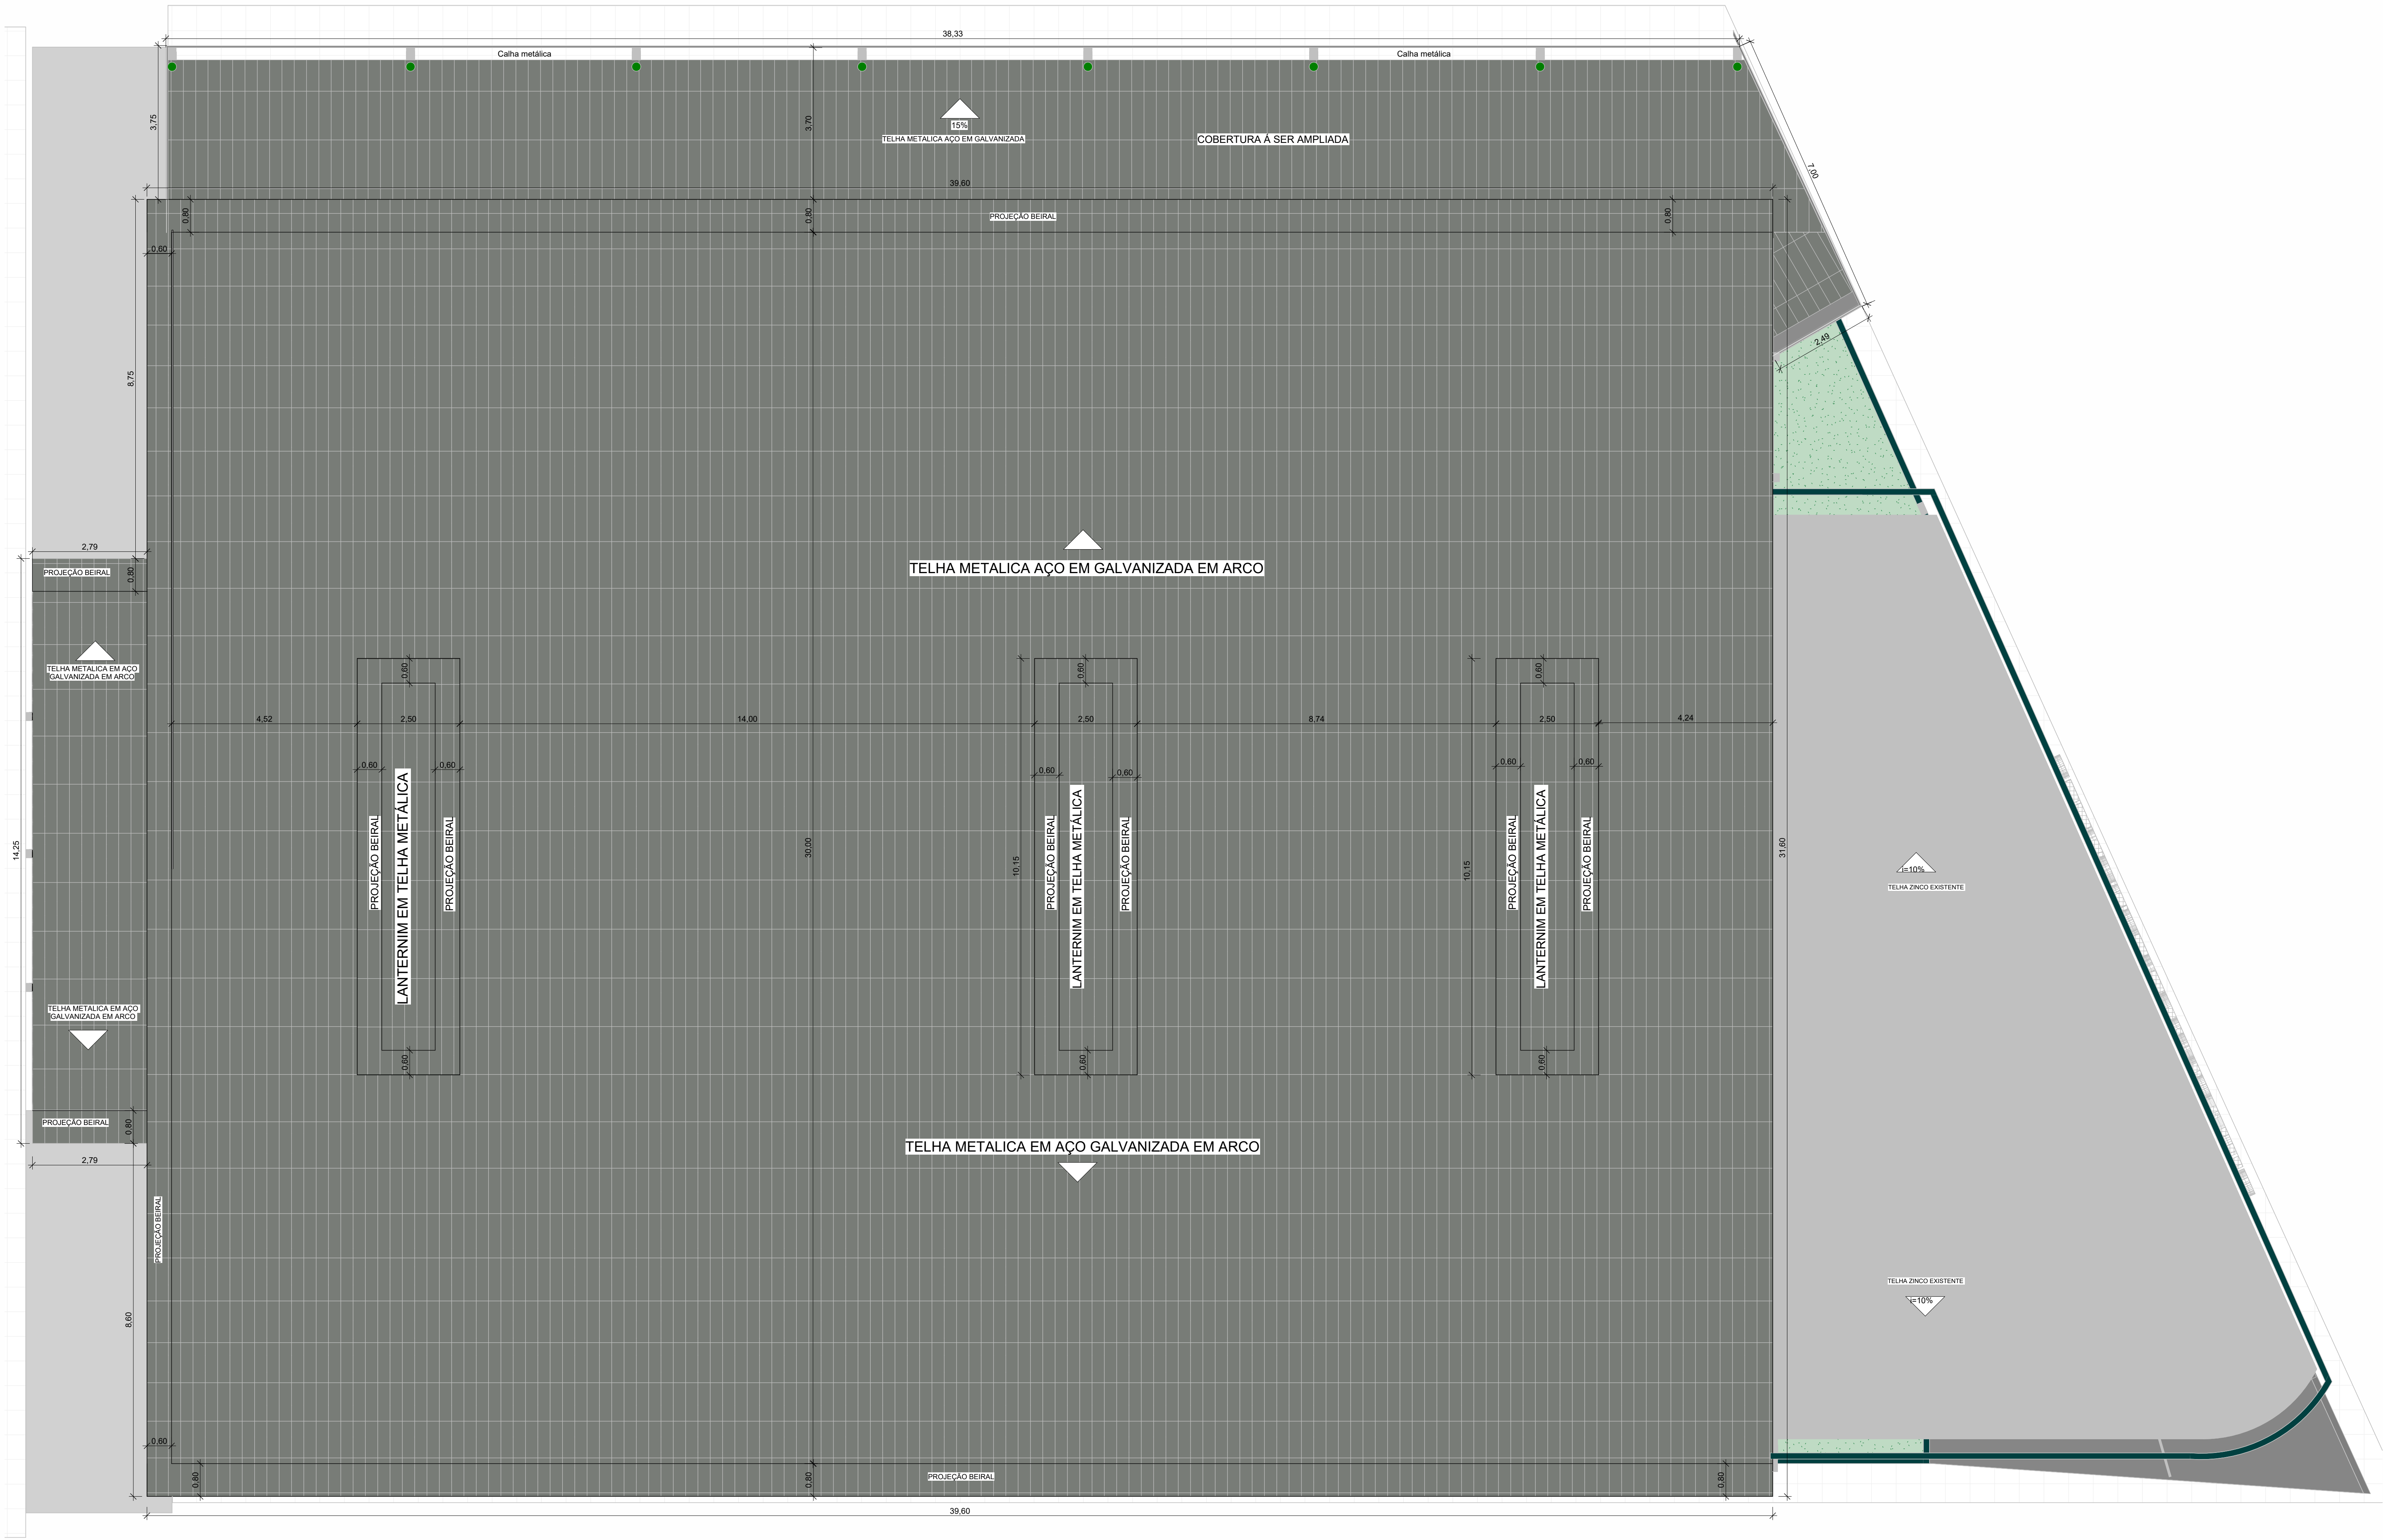 38,33
Calha metálica
Calha metálica
3,75
3,70
15%
TELHA METALICA AÇO EM GALVANIZADA
COBERTURA Á SER AMPLIADA
7,00
39,60
0,80
0,80
0,80
PROJEÇÃO BEIRAL
0,60
2,49
8,75
2,79
PROJEÇÃO BEIRAL
0,80
TELHA METALICA AÇO EM GALVANIZADA EM ARCO
TELHA METALICA EM AÇO
GALVANIZADA EM ARCO
0,60
0,60
0,60
4,52
2,50
14,00
2,50
8,74
2,50
4,24
0,60
0,60
0,60
0,60
0,60
0,60
PROJEÇÃO BEIRAL
LANTERNIM EM TELHA METÁLICA
PROJEÇÃO BEIRAL
PROJEÇÃO BEIRAL
LANTERNIM EM TELHA METÁLICA
PROJEÇÃO BEIRAL
PROJEÇÃO BEIRAL
LANTERNIM EM TELHA METÁLICA
PROJEÇÃO BEIRAL
14,25
30,00
10,15
10,15
31,60
i=10%
TELHA ZINCO EXISTENTE
TELHA METALICA EM AÇO
GALVANIZADA EM ARCO
0,60
0,60
0,60
PROJEÇÃO BEIRAL
0,80
TELHA METALICA EM AÇO GALVANIZADA EM ARCO
2,79
PROJEÇÃO BEIRAL
TELHA ZINCO EXISTENTE
i=10%
8,60
0,60
0,80
0,80
PROJEÇÃO BEIRAL
0,80
39,60